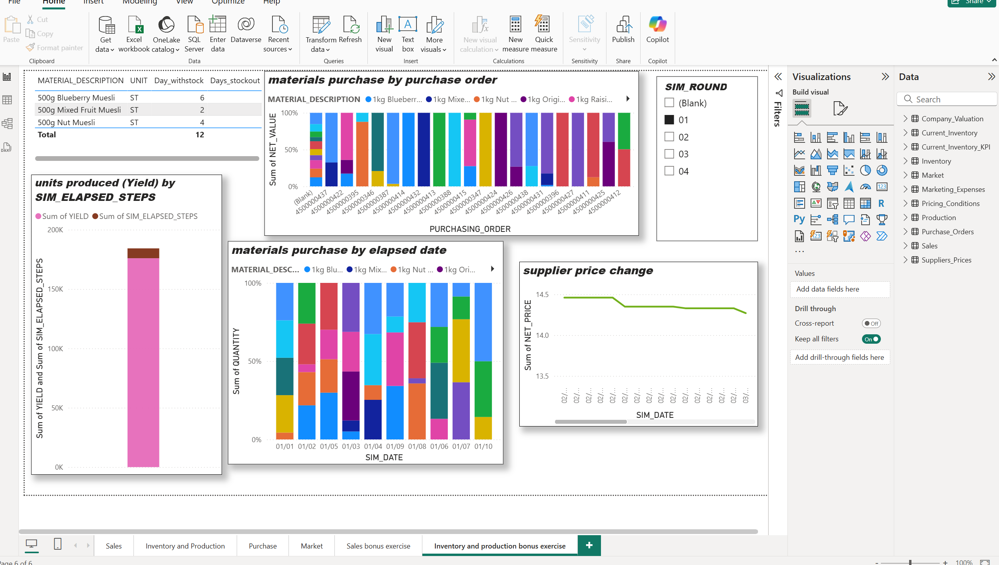 File Home Insert Modeling View Optimize Help Share
Paste Cut Copy Format painter
Get data Excel workbook OneLake catalog SQL Server Enter data Dataverse Recent sources
Transform data Refresh
New visual Text box More visuals
New visual calculation New measure Quick measure
Sensitivity Publish Copilot
Clipboard Data Queries Insert Calculations Sensitivity Share Copilot
MATERIAL_DESCRIPTION UNIT Day_withstock Days_stockout
500g Blueberry Muesli ST 6
500g Mixed Fruit Muesli ST 2
500g Nut Muesli ST 4
Total 12
materials purchase by purchase order
MATERIAL_DESCRIPTION 1kg Blueberr... 1kg Mixe... 1kg Nut ... 1kg Origi... 1kg Raisi...
Sum of NET_VALUE
100%
50%
0%
(Blank) 4500000437 4500000422 4500000395 4500000346 4500000387 4500000414 4500000432 4500000413 4500000388 4500000415 4500000347 4500000424 4500000426 4500000438 4500000431 4500000396 4500000427 4500000411 4500000425 4500000412
PURCHASING_ORDER
SIM_ROUND
(Blank)
01
02
03
04
units produced (Yield) by
SIM_ELAPSED_STEPS
Sum of YIELD Sum of SIM_ELAPSED_STEPS
Sum of YIELD and Sum of SIM_ELAPSED_STEPS
200K
150K
100K
50K
0K
materials purchase by elapsed date
MATERIAL_DESC... 1kg Blu... 1kg Mix... 1kg Nut ... 1kg Ori...
Sum of QUANTITY
100%
50%
0%
01/01 01/02 01/05 01/03 01/04 01/09 01/08 01/06 01/07 01/10
SIM_DATE
supplier price change
Sum of NET_PRICE
14.5
14.0
13.5
02/... 02/... 02/... 02/... 02/... 02/... 02/... 02/... 02/... 02/... 02/... 02/... 02/... 02/... 02/... 03/...
SIM_DATE
Filters
Visualizations
Build visual
R
Py
123
...
Values
Add data fields here
Drill through
Cross-report Off
Keep all filters On
Add drill-through fields here
Data
Search
Company_Valuation
Current_Inventory
Current_Inventory_KPI
Inventory
Market
Marketing_Expenses
Pricing_Conditions
Production
Purchase_Orders
Sales
Suppliers_Prices
DAX
Sales Inventory and Production Purchase Market Sales bonus exercise Inventory and production bonus exercise
Page 6 of 6
100%